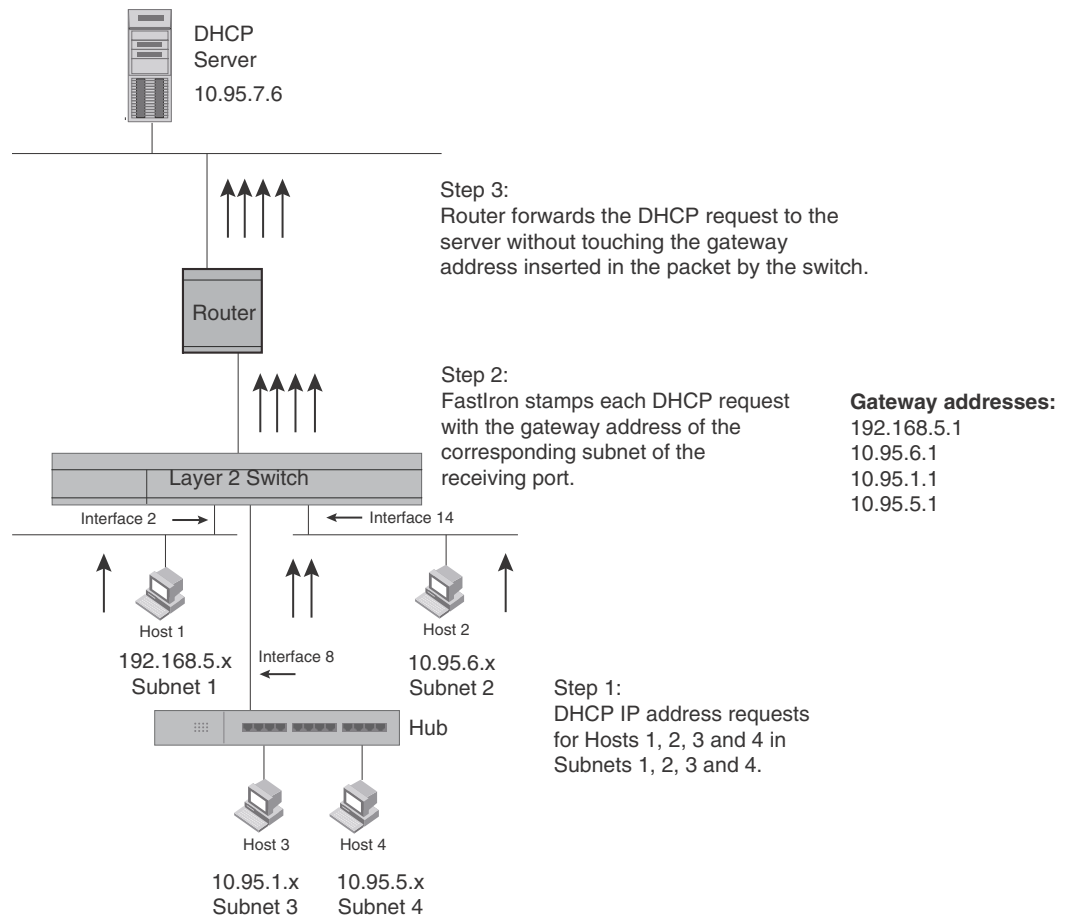 DHCP
Server
10.95.7.6
Step 3:
Router forwards the DHCP request to the
server without touching the gateway
address inserted in the packet by the switch.
Router
Step 2:
FastIron stamps each DHCP request
with the gateway address of the
corresponding subnet of the
receiving port.
Gateway addresses:
192.168.5.1
10.95.6.1
10.95.1.1
10.95.5.1
Layer 2 Switch
Interface 2
Interface 14
Host 1
192.168.5.x
Subnet 1
Interface 8
Host 2
10.95.6.x
Subnet 2
Step 1:
DHCP IP address requests
for Hosts 1, 2, 3 and 4 in
Subnets 1, 2, 3 and 4.
Hub
Host 3
10.95.1.x
Subnet 3
Host 4
10.95.5.x
Subnet 4